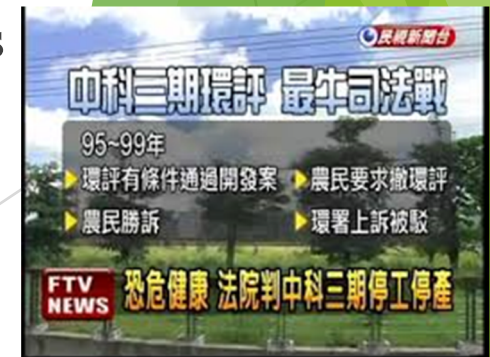 S
民視新聞台
中科三期環評 最牛司法戰
95~99年
環評有條件通過開發案 農民要求撤環評
農民勝訴 環署上訴被駁
FTV NEWS 恐危健康 法院判中科三期停工停產